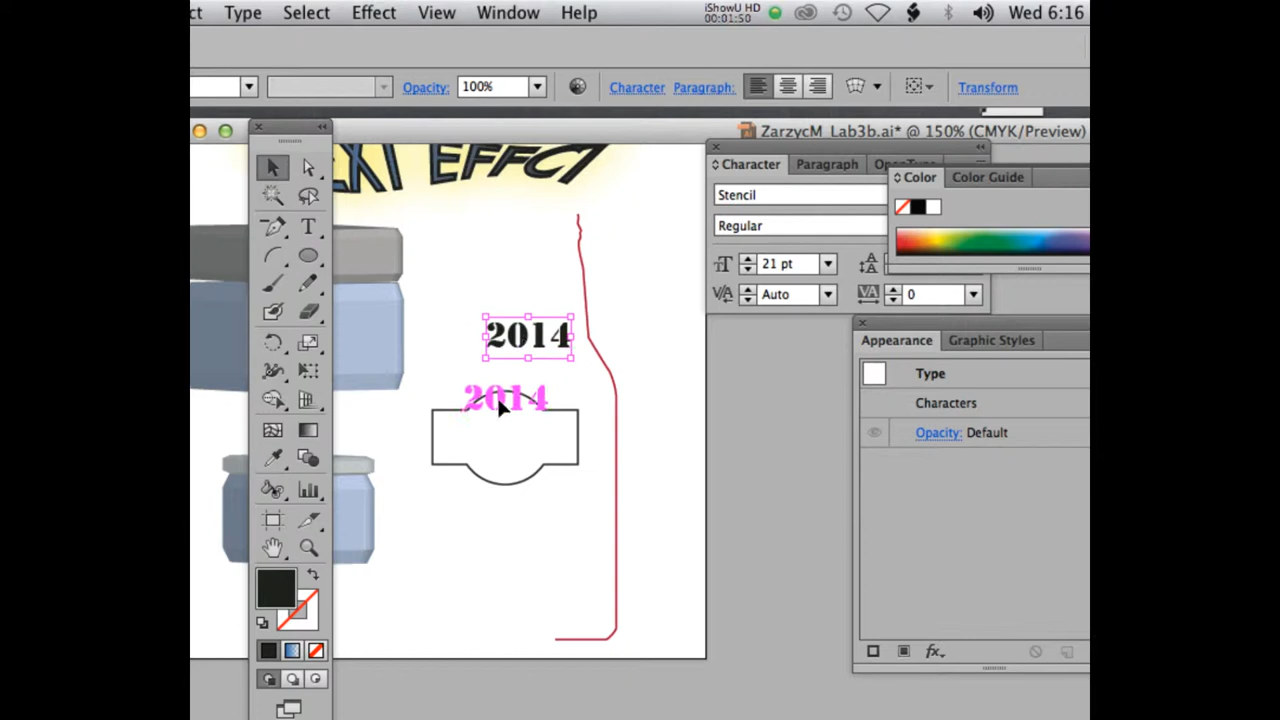 Type Select Effect View Window Help iShowU HD 00:01:50 Wed 6:16
Opacity: 100% Character Paragraph: Transform
ZarzycM_Lab3b.ai* @ 150% (CMYK/Preview)
EFFCT
Character Paragraph
Color Color Guide
Stencil
Regular
21 pt
Auto 0
2014
2014
Appearance Graphic Styles
Type
Characters
Opacity: Default
fx